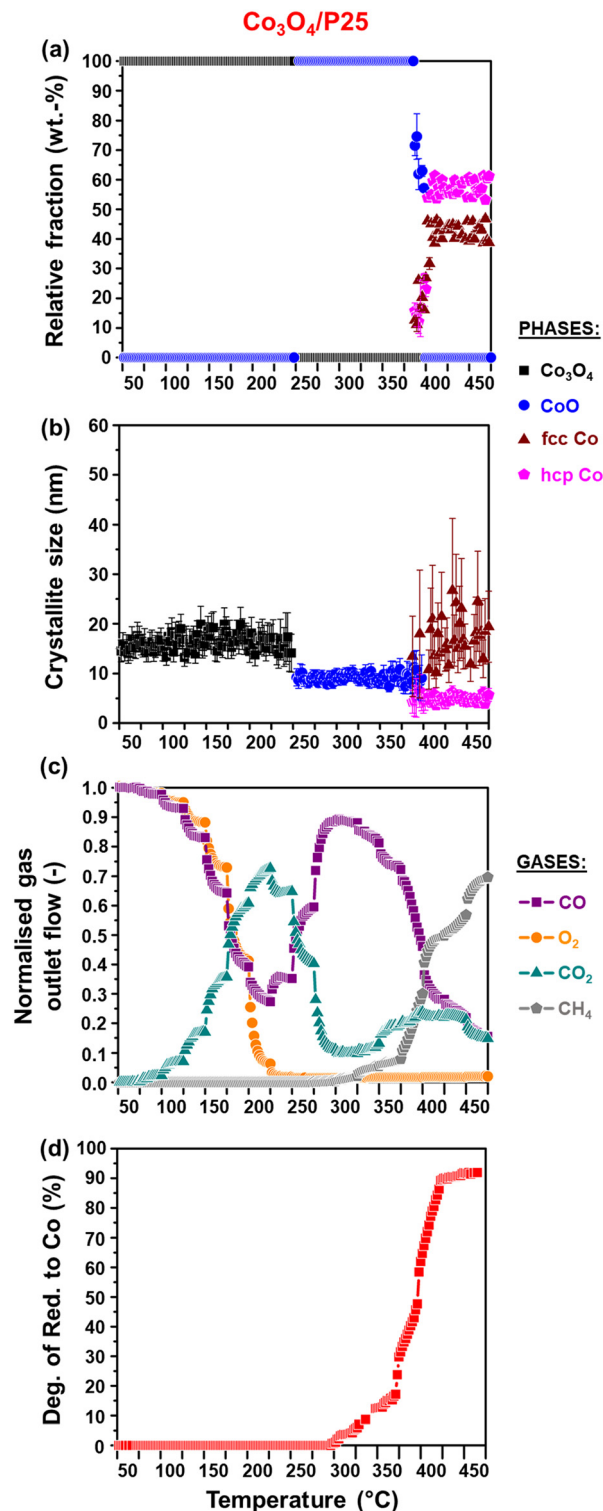 Co₃O₄/P25
(a)
Relative fraction (wt.-%)
100
90
80
70
60
50
40
30
20
10
0
50 100 150 200 250 300 350 400 450
PHASES:
Co₃O₄
CoO
fcc Co
hcp Co
(b)
Crystallite size (nm)
60
50
40
30
20
10
0
50 100 150 200 250 300 350 400 450
(c)
Normalised gas
outlet flow (-)
1.0
0.9
0.8
0.7
0.6
0.5
0.4
0.3
0.2
0.1
0.0
50 100 150 200 250 300 350 400 450
GASES:
CO
O₂
CO₂
CH₄
(d)
Deg. of Red. to Co (%)
100
90
80
70
60
50
40
30
20
10
0
50 100 150 200 250 300 350 400 450
Temperature (°C)